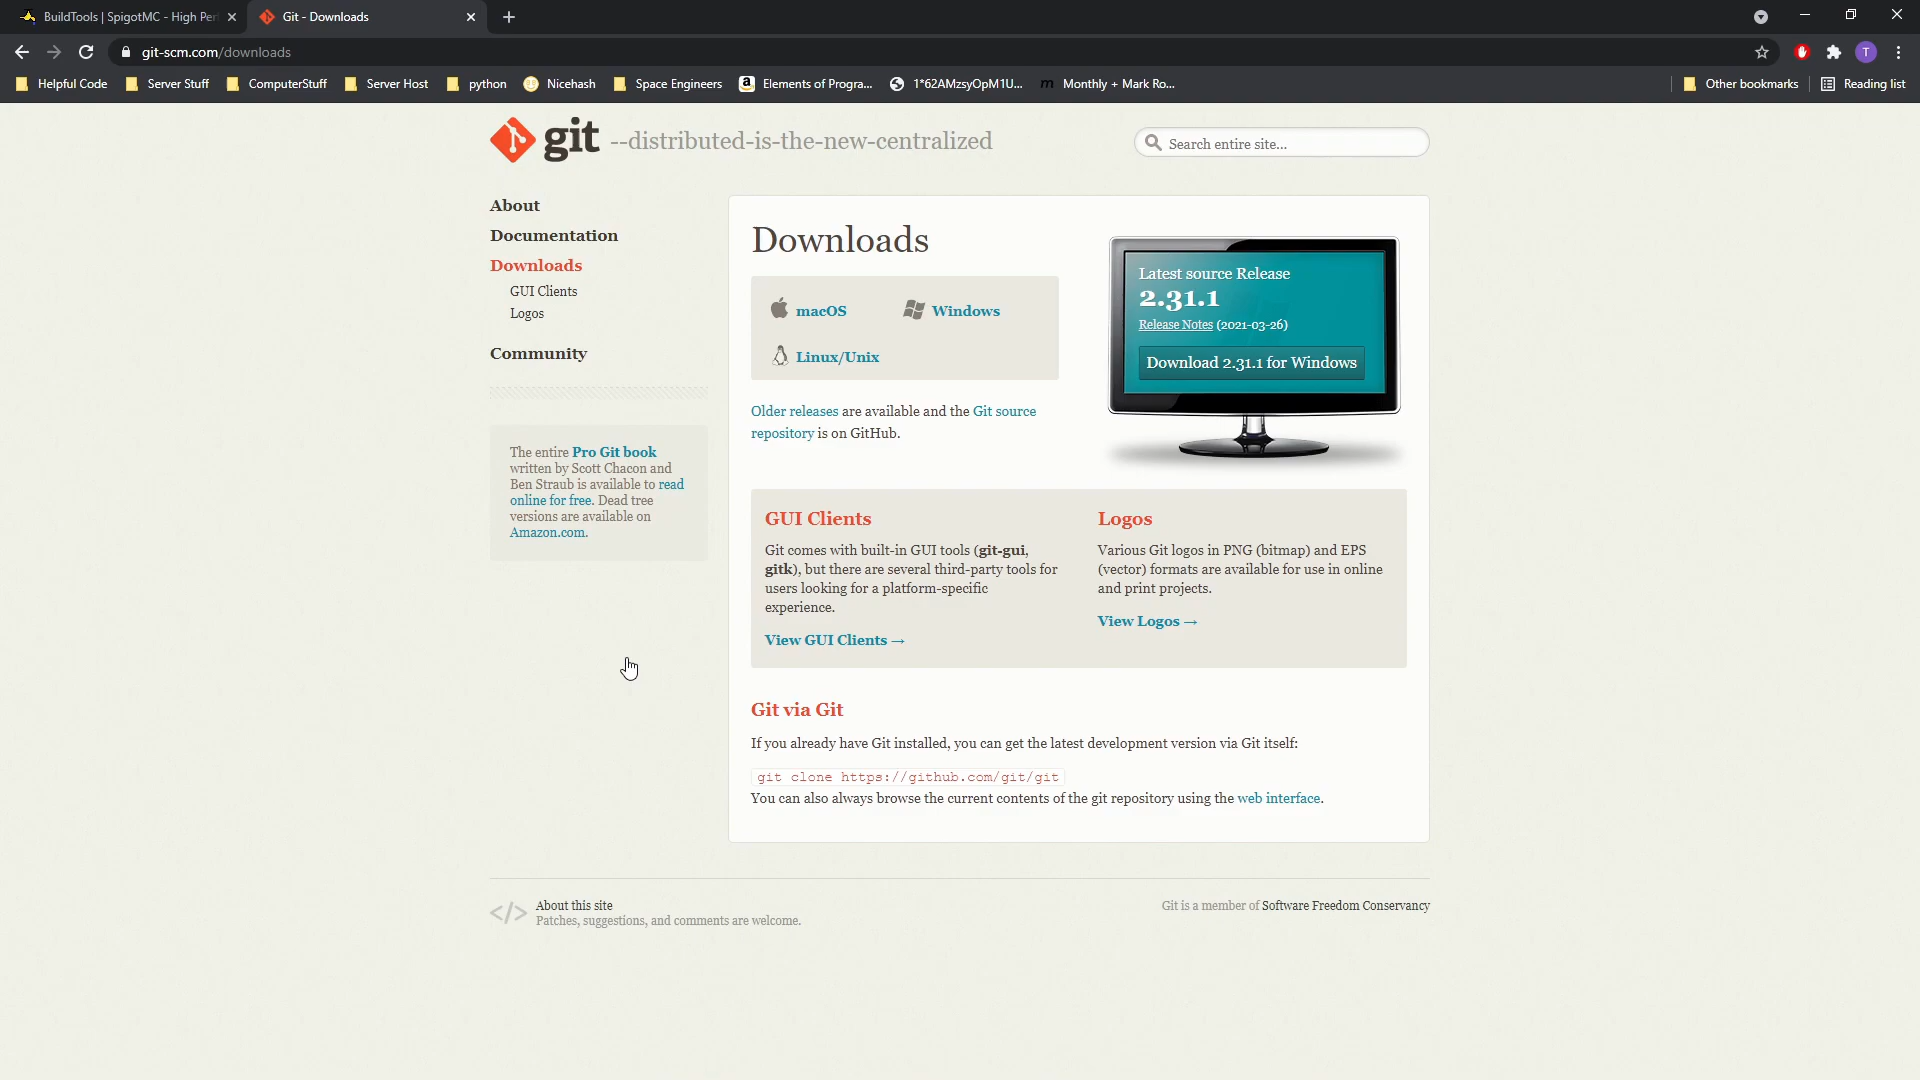 BuildTools | SpigotMC - High Per
Git - Downloads
git-scm.com/downloads
T
Helpful Code
Server Stuff
ComputerStuff
Server Host
python
Nicehash
Space Engineers
Elements of Progra...
1*62AMzsyOpM1U...
Monthly + Mark Ro...
Other bookmarks
Reading list
git --distributed-is-the-new-centralized
Search entire site...
About
Documentation
Downloads
GUI Clients
Logos
Community
The entire Pro Git book
written by Scott Chacon and
Ben Straub is available to read
online for free. Dead tree
versions are available on
Amazon.com.
Downloads
macOS
Windows
Linux/Unix
Older releases are available and the Git source
repository is on GitHub.
Latest source Release
2.31.1
Release Notes (2021-03-26)
Download 2.31.1 for Windows
GUI Clients
Git comes with built-in GUI tools (git-gui,
gitk), but there are several third-party tools for
users looking for a platform-specific
experience.
View GUI Clients →
Logos
Various Git logos in PNG (bitmap) and EPS
(vector) formats are available for use in online
and print projects.
View Logos →
Git via Git
If you already have Git installed, you can get the latest development version via Git itself:
git clone https://github.com/git/git
You can also always browse the current contents of the git repository using the web interface.
</> About this site
Patches, suggestions, and comments are welcome.
Git is a member of Software Freedom Conservancy